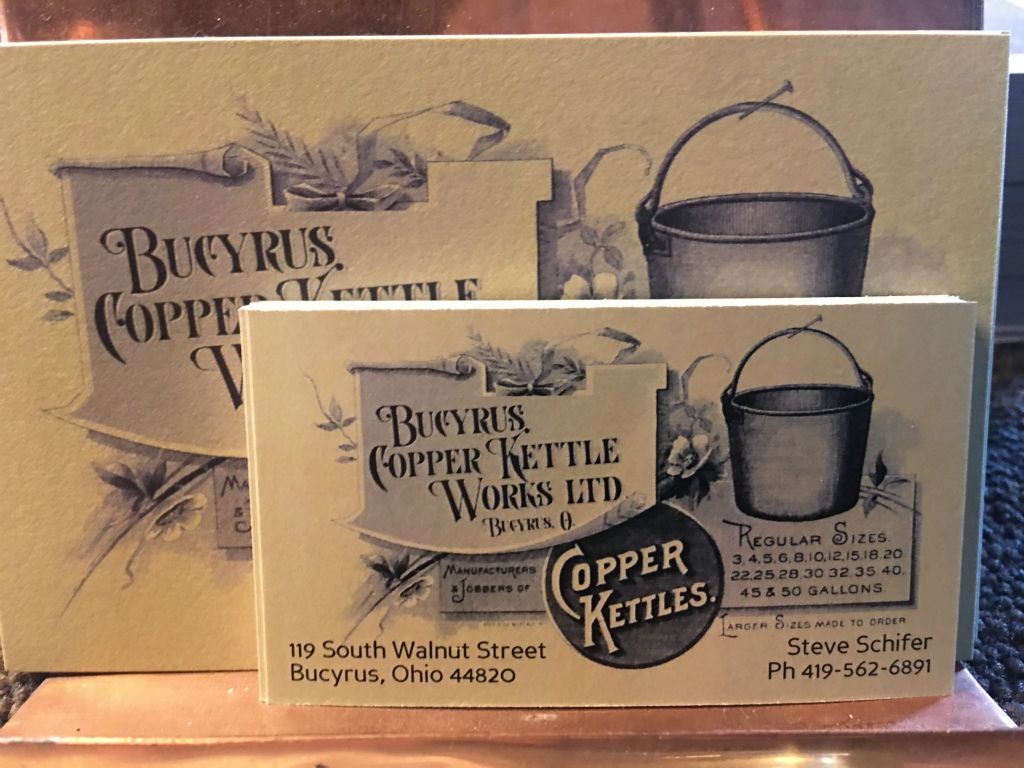 BUCYRUS.
COPPER KETTLE
W
MA
& J
BUCYRUS.
COPPER KETTLE
WORKS LTD.
BUCYRUS. O.
MANUFACTURERS
& JOBBERS OF
COPPER
KETTLES.
REGULAR SIZES.
3,4,5,6,8,10,12,15,18,20
22,25,28,30 32,35 40,
45 & 50 GALLONS
LARGER SIZES MADE TO ORDER
119 South Walnut Street
Bucyrus, Ohio 44820
Steve Schifer
Ph 419-562-6891